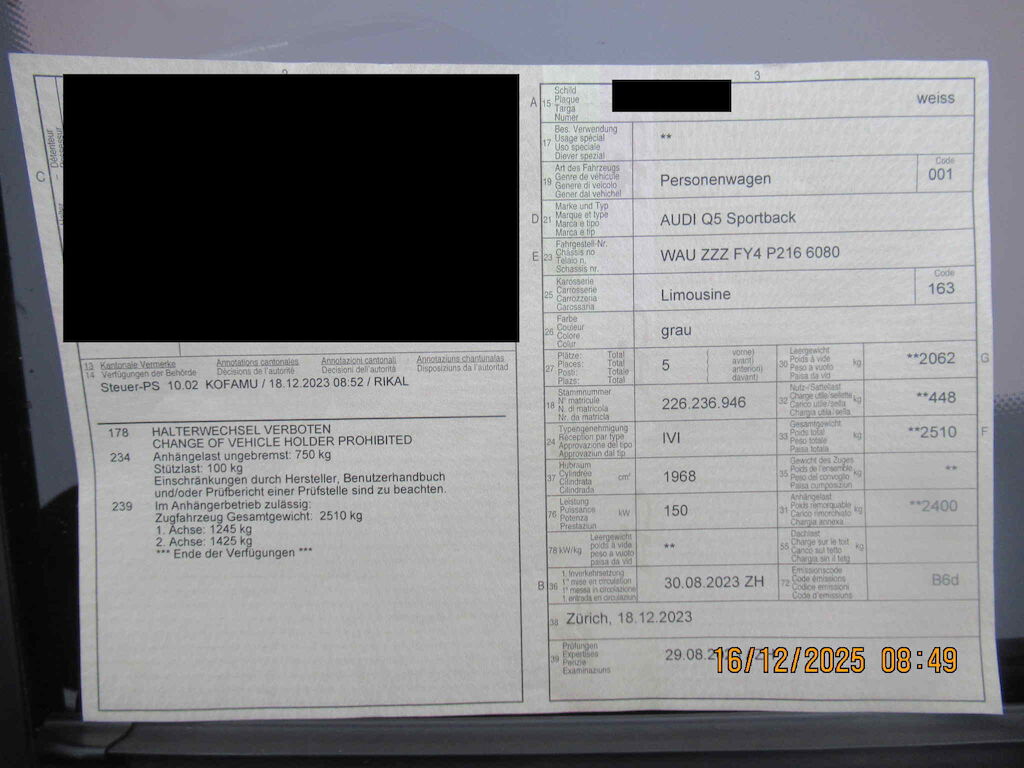 3
C
A 15 Schild
Plaque
Targa
Numer
weiss
17 Bes. Verwendung
Usage spécial
Uso speciale
Diever spezial
**
19 Art des Fahrzeugs
Genre de véhicule
Genere di veicolo
Gener dal vehichel
Personenwagen
Code
001
D 21 Marke und Typ
Marque et type
Marca e tipo
Marca e tip
AUDI Q5 Sportback
E 23 Fahrgestell-Nr.
Châssis no
Telaio n.
Schassis nr.
WAU ZZZ FY4 P216 6080
25 Karosserie
Carrosserie
Carrozzeria
Carossaria
Limousine
Code
163
26 Farbe
Couleur
Colore
Colur
grau
27 Plätze: Total
Places: Total
Posti: Totale
Plazs: Total
5
( vorne)
avant)
anteriori)
davant)
30 Leergewicht
Poids à vide
Peso a vuoto
Paisa da vid
kg
**2062 G
18 Stammnummer
N° matricule
N. di matricola
Nr. da matricla
226.236.946
32 Nutz-/Sattellast
Charge utile/sellette
Carico utile/sella
Chargia utila/sella
kg
**448
24 Typengenehmigung
Réception par type
Approvazione del tipo
Approvaziun dal tip
IVI
33 Gesamtgewicht
Poids total
Peso totale
Paisa totala
kg
**2510 F
37 Hubraum
Cylindrée
Cilindrata
Cilindrada
cm³
1968
35 Gewicht des Zuges
Poids de l'ensemble
Peso del convoglio
Paisa cumposiziun
kg
**
76 Leistung
Puissance
Potenza
Prestaziun
kW
150
31 Anhängelast
Poids remorquable
Carico rimorchiato
Chargia annexa
kg
**2400
78 kW/kg Leergewicht
poids à vide
peso a vuoto
paisa da vid
**
55 Dachlast
Charge sur le toit
Carico sul tetto
Chargia sin il tetg
kg
B 36 1. Inverkehrsetzung
1re mise en circulation
1a messa in circolazione
1. entrada en circulaziun
30.08.2023 ZH
72 Emissionscode
Code émissions
Codice emissioni
Code d'emissiuns
B6d
38 Zürich, 18.12.2023
39 Prüfungen
Expertises
Perizie
Examinaziuns
29.08.
16/12/2025 08:49
13 Kantonale Vermerke Annotations cantonales Annotazioni cantonali Annotaziuns chantunalas
14 Verfügungen der Behörde Décisions de l'autorité Decisioni dell'autorità Disposiziuns da l'autoritad
Steuer-PS 10.02 KOFAMU / 18.12.2023 08:52 / RIKAL
178 HALTERWECHSEL VERBOTEN
CHANGE OF VEHICLE HOLDER PROHIBITED
234 Anhängelast ungebremst: 750 kg
Stützlast: 100 kg
Einschränkungen durch Hersteller, Benutzerhandbuch
und/oder Prüfbericht einer Prüfstelle sind zu beachten.
239 Im Anhängerbetrieb zulässig:
Zugfahrzeug Gesamtgewicht: 2510 kg
1. Achse: 1245 kg
2. Achse: 1425 kg
*** Ende der Verfügungen ***